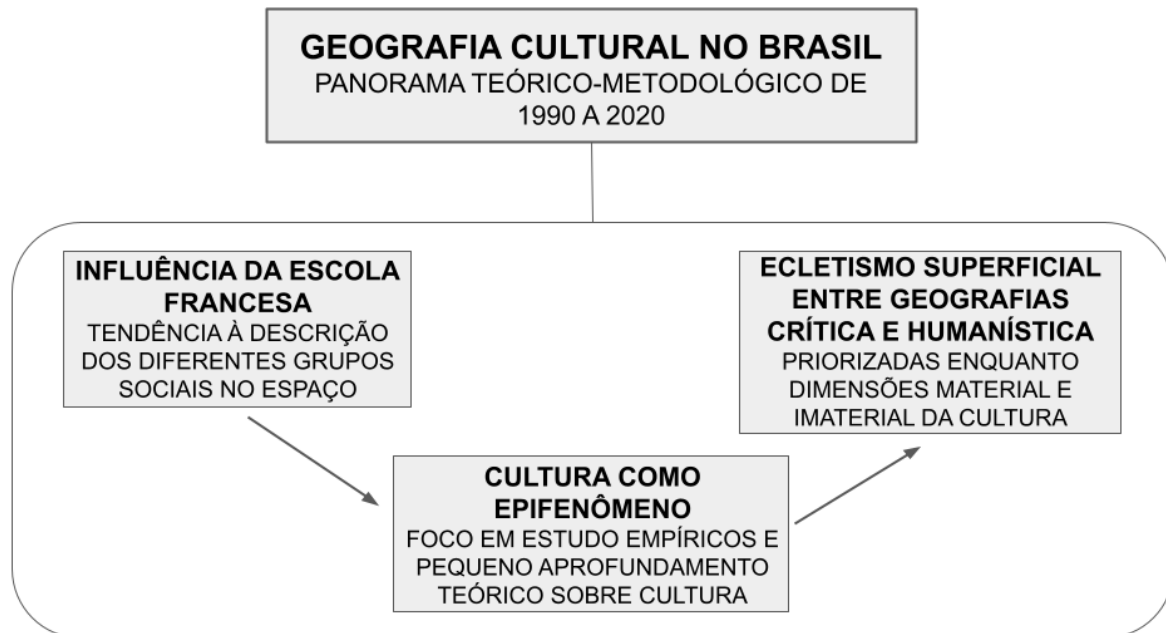 GEOGRAFIA CULTURAL NO BRASIL
PANORAMA TEÓRICO-METODOLÓGICO DE
1990 A 2020
INFLUÊNCIA DA ESCOLA
FRANCESA
TENDÊNCIA À DESCRIÇÃO
DOS DIFERENTES GRUPOS
SOCIAIS NO ESPAÇO
CULTURA COMO
EPIFENÔMENO
FOCO EM ESTUDO EMPÍRICOS E
PEQUENO APROFUNDAMENTO
TEÓRICO SOBRE CULTURA
ECLETISMO SUPERFICIAL
ENTRE GEOGRAFIAS
CRÍTICA E HUMANÍSTICA
PRIORIZADAS ENQUANTO
DIMENSÕES MATERIAL E
IMATERIAL DA CULTURA